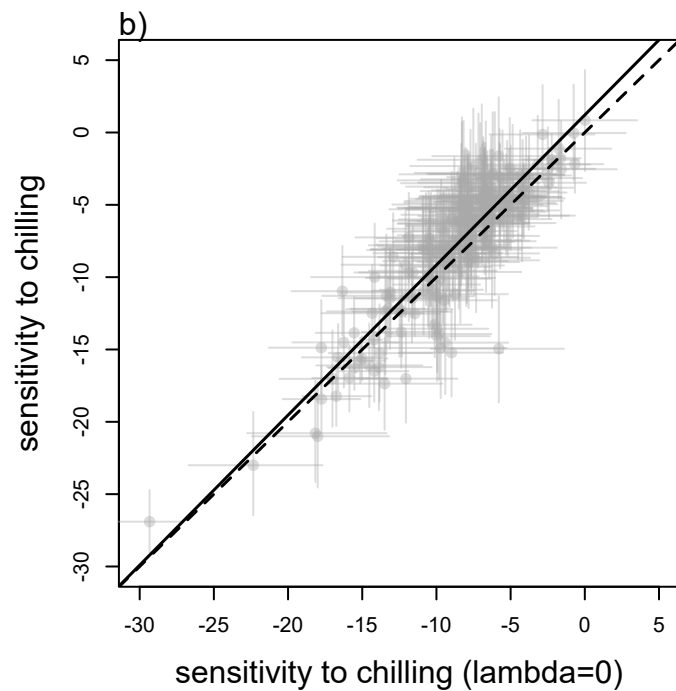 b)
5
0
-5
-10
-15
-20
-25
-30
sensitivity to chilling
-30 -25 -20 -15 -10 -5 0 5
sensitivity to chilling (lambda=0)